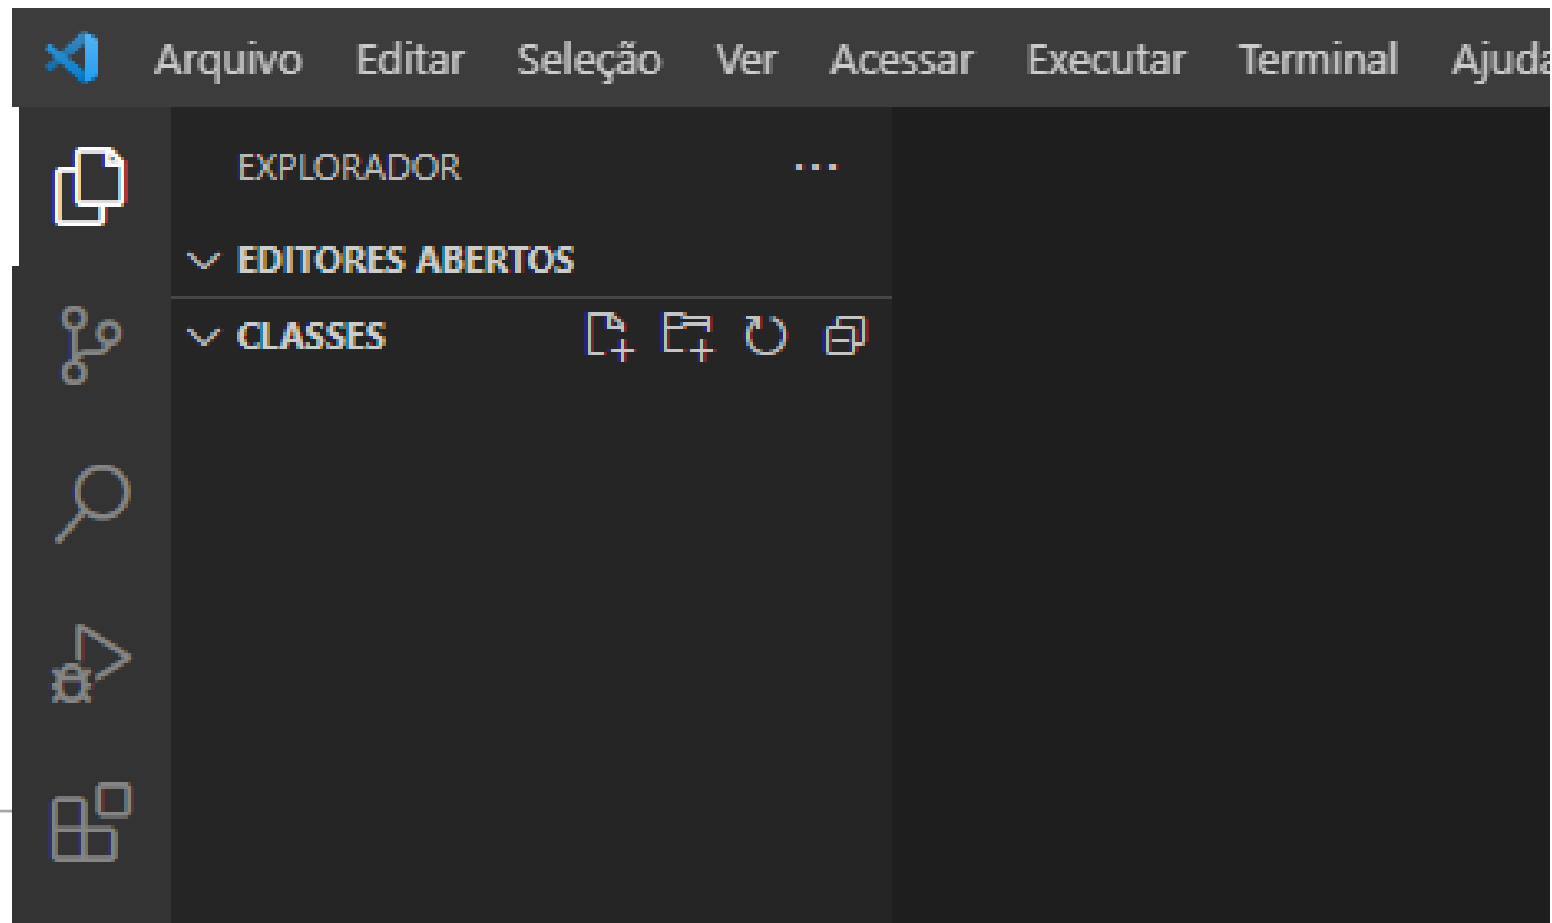 Arquivo Editar Seleção Ver Acessar Executar Terminal Ajuda
EXPLORADOR
EDITORES ABERTOS
CLASSES